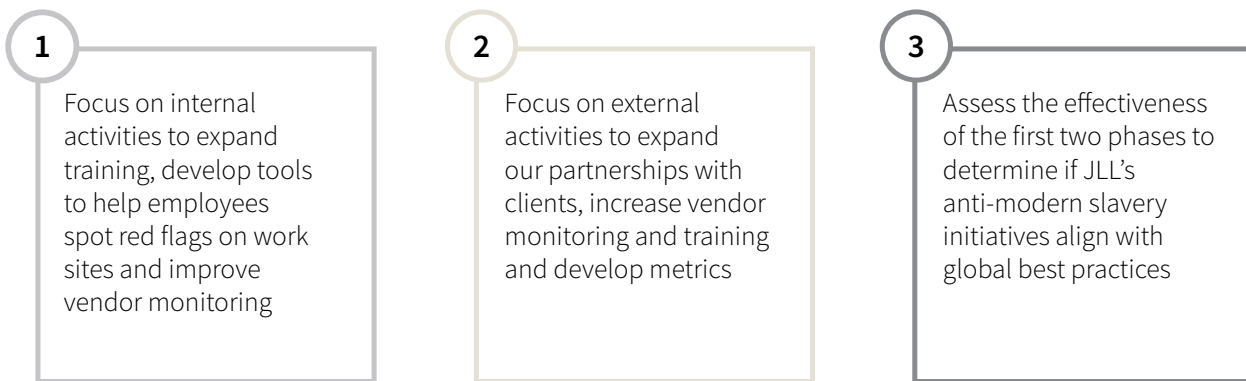 1
Focus on internal
activities to expand
training, develop tools
to help employees
spot red flags on work
sites and improve
vendor monitoring
2
Focus on external
activities to expand
our partnerships with
clients, increase vendor
monitoring and training
and develop metrics
3
Assess the effectiveness
of the first two phases to
determine if JLL’s
anti-modern slavery
initiatives align with
global best practices